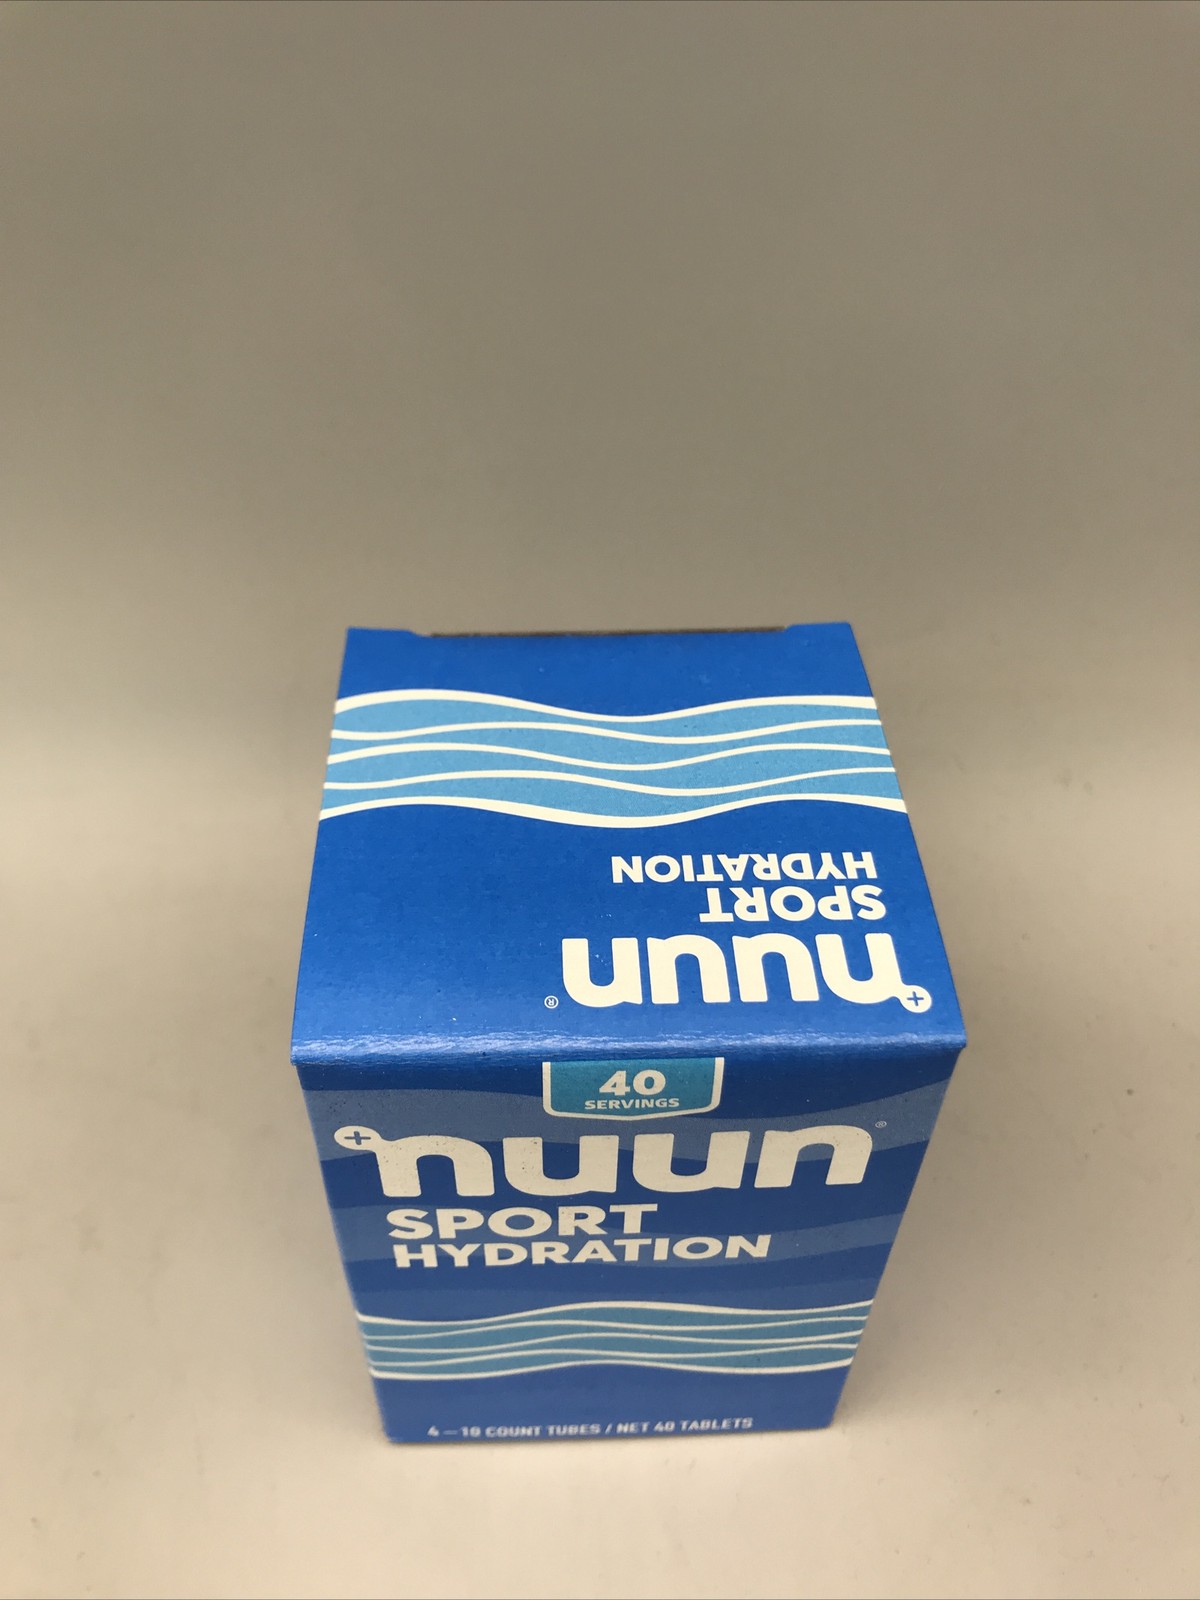 nuun®
SPORT
HYDRATION
40
SERVINGS
nuun®
SPORT
HYDRATION
4 — 10 COUNT TUBES / NET 40 TABLETS